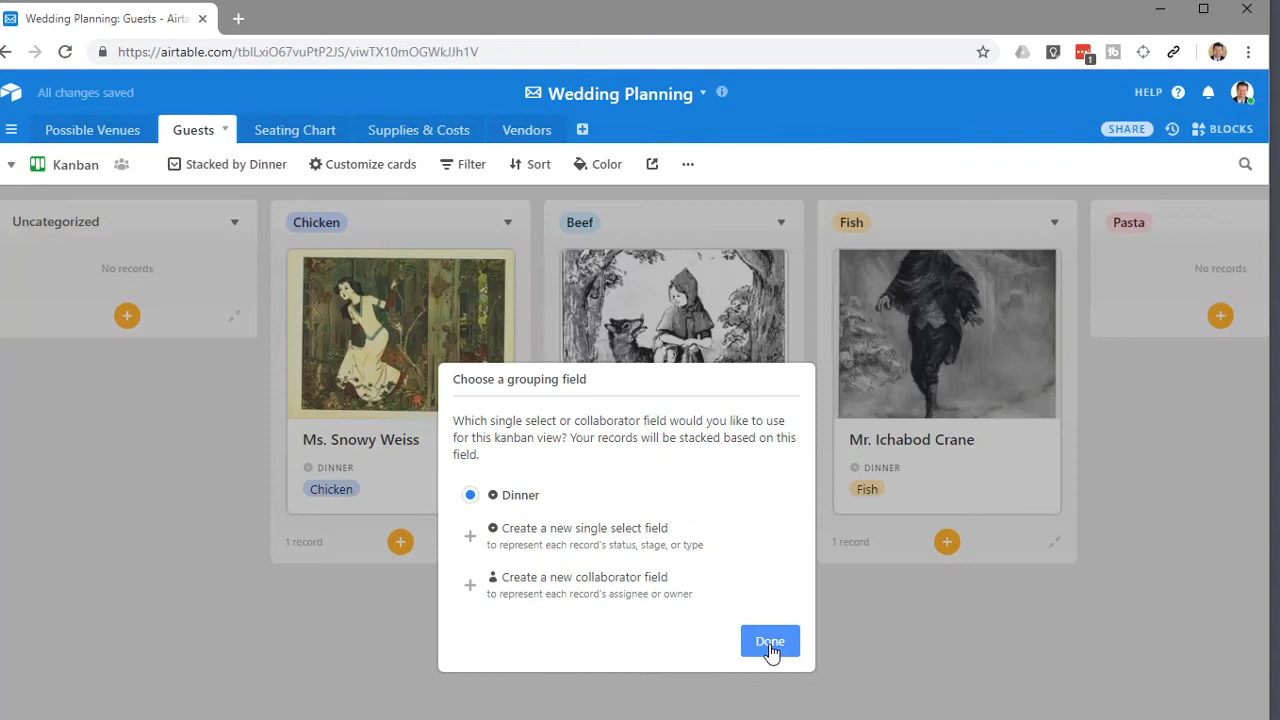 Wedding Planning: Guests - Airta
https://airtable.com/tblLxiO67vuPtP2JS/viwTX10mOGWkJJh1V
1
All changes saved
Wedding Planning
HELP
Possible Venues
Guests
Seating Chart
Supplies & Costs
Vendors
SHARE
BLOCKS
Kanban
Stacked by Dinner
Customize cards
Filter
Sort
Color
Uncategorized
Chicken
Beef
Fish
Pasta
No records
No records
Ms. Snowy Weiss
DINNER
Chicken
1 record
Mr. Ichabod Crane
DINNER
Fish
1 record
Choose a grouping field
Which single select or collaborator field would you like to use
for this kanban view? Your records will be stacked based on this
field.
Dinner
Create a new single select field
to represent each record's status, stage, or type
Create a new collaborator field
to represent each record's assignee or owner
Done